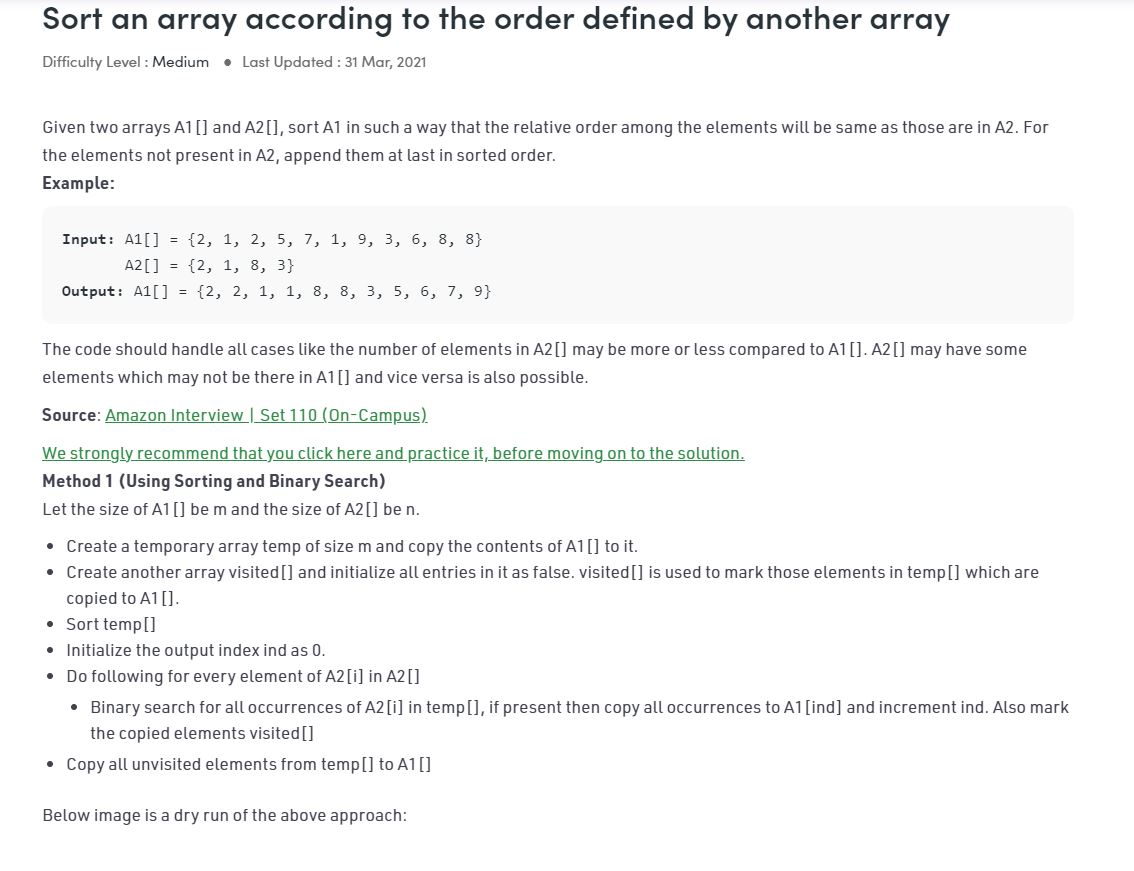 Sort an array according to the order defined by another array
Difficulty Level : Medium ● Last Updated : 31 Mar, 2021
Given two arrays A1[] and A2[], sort A1 in such a way that the relative order among the elements will be same as those are in A2. For
the elements not present in A2, append them at last in sorted order.
Example:
Input: A1[] = {2, 1, 2, 5, 7, 1, 9, 3, 6, 8, 8}
A2[] = {2, 1, 8, 3}
Output: A1[] = {2, 2, 1, 1, 8, 8, 3, 5, 6, 7, 9}
The code should handle all cases like the number of elements in A2[] may be more or less compared to A1[]. A2[] may have some
elements which may not be there in A1[] and vice versa is also possible.
Source: Amazon Interview | Set 110 (On-Campus)
We strongly recommend that you click here and practice it, before moving on to the solution.
Method 1 (Using Sorting and Binary Search)
Let the size of A1[] be m and the size of A2[] be n.
• Create a temporary array temp of size m and copy the contents of A1[] to it.
• Create another array visited[] and initialize all entries in it as false. visited[] is used to mark those elements in temp[] which are
copied to A1[].
• Sort temp[]
• Initialize the output index ind as 0.
• Do following for every element of A2[i] in A2[]
• Binary search for all occurrences of A2[i] in temp[], if present then copy all occurrences to A1[ind] and increment ind. Also mark
the copied elements visited[]
• Copy all unvisited elements from temp[] to A1[]
Below image is a dry run of the above approach: